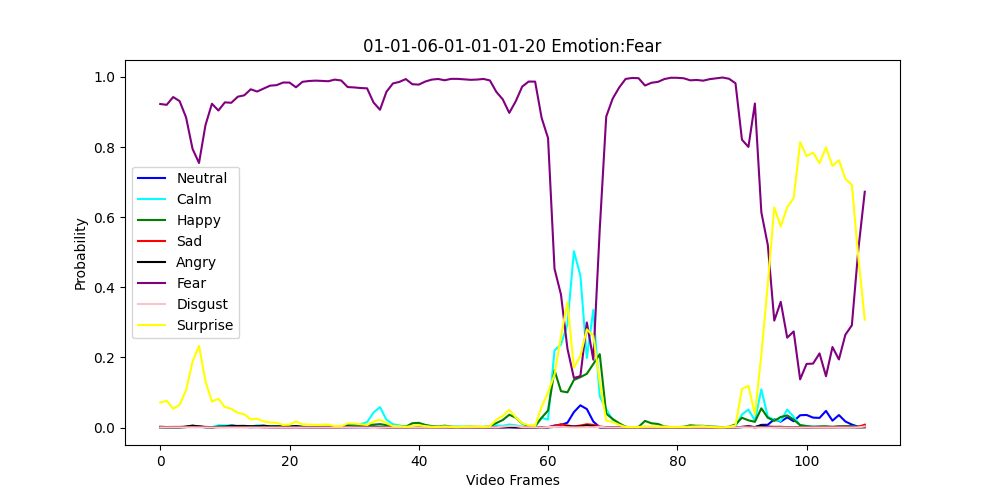 01-01-06-01-01-01-20 Emotion:Fear
1.0
0.8
0.6
0.4
0.2
0.0
Probability
Neutral
Calm
Happy
Sad
Angry
Fear
Disgust
Surprise
0 20 40 60 80 100
Video Frames